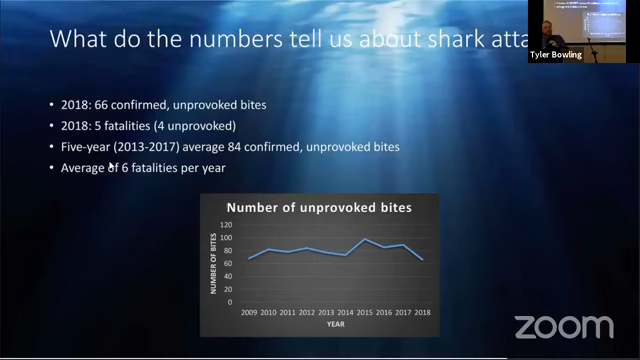 What do the numbers tell us about shark atta
Tyler Bowling
• 2018: 66 confirmed, unprovoked bites
• 2018: 5 fatalities (4 unprovoked)
• Five-year (2013-2017) average 84 confirmed, unprovoked bites
• Average of 6 fatalities per year
Number of unprovoked bites
NUMBER OF BITES
120
100
80
60
40
20
0
2009 2010 2011 2012 2013 2014 2015 2016 2017 2018
YEAR
zoom